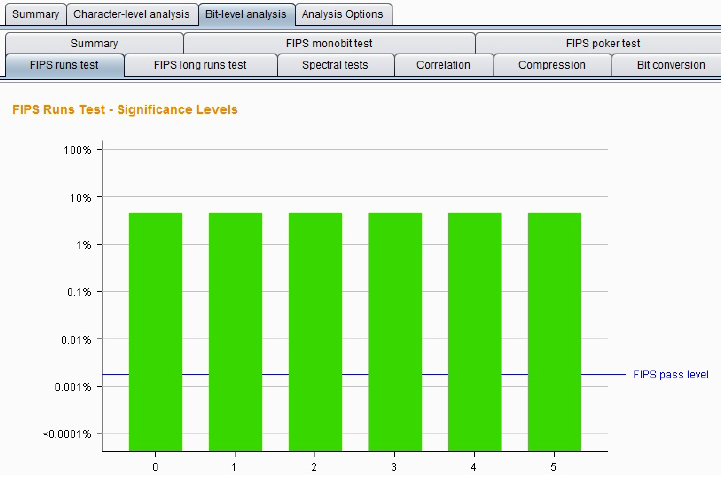 Summary Character-level analysis Bit-level analysis Analysis Options
Summary FIPS monobit test FIPS poker test
FIPS runs test FIPS long runs test Spectral tests Correlation Compression Bit conversion
FIPS Runs Test - Significance Levels
100%
10%
1%
0.1%
0.01%
FIPS pass level
0.001%
<0.0001%
0 1 2 3 4 5